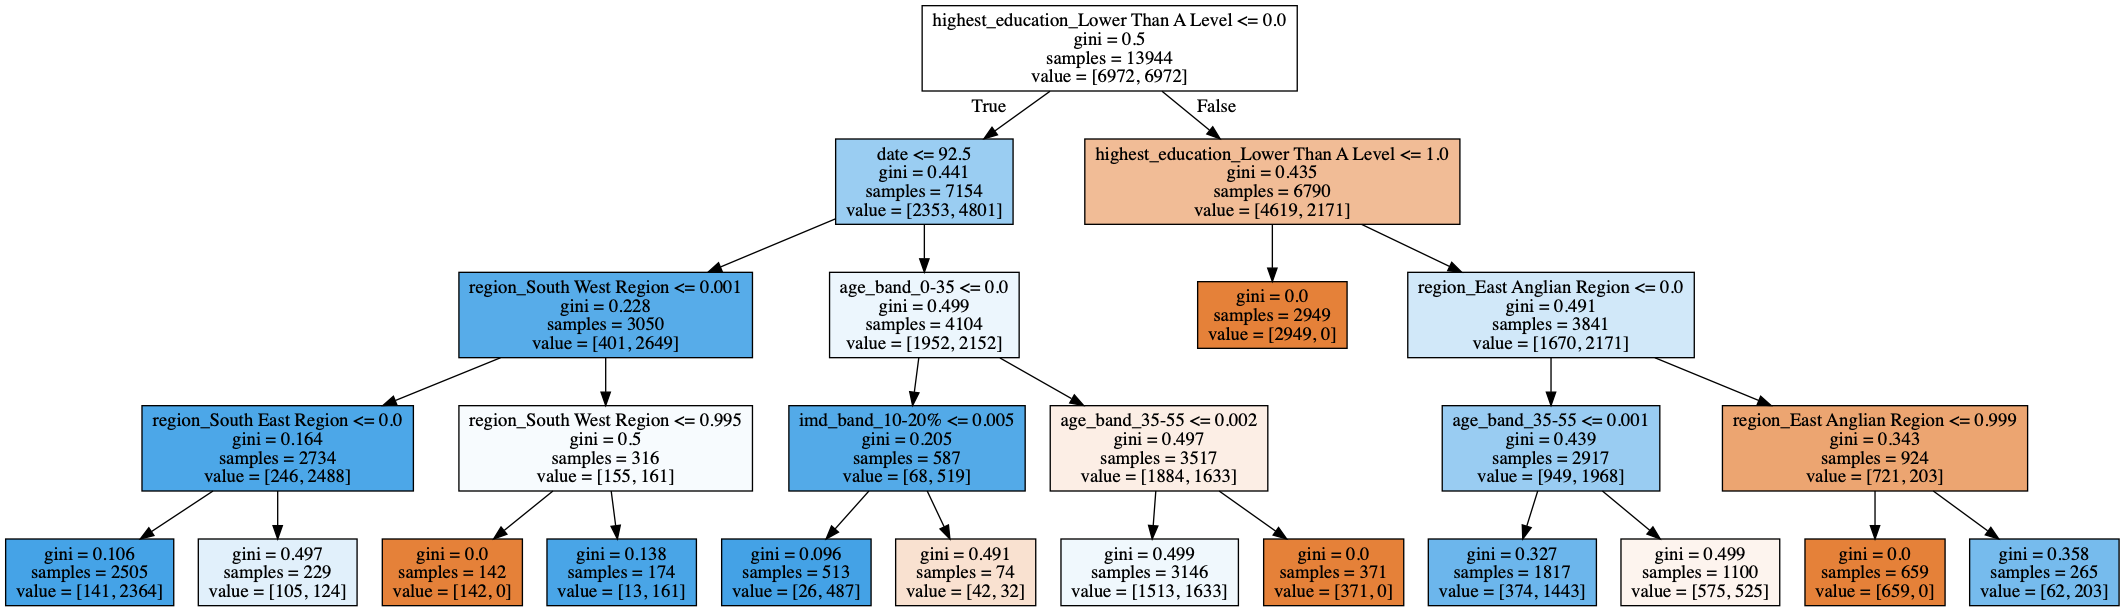 highest_education_Lower Than A Level <= 0.0
gini = 0.5
samples = 13944
value = [6972, 6972]
True
False
date <= 92.5
gini = 0.441
samples = 7154
value = [2353, 4801]
highest_education_Lower Than A Level <= 1.0
gini = 0.435
samples = 6790
value = [4619, 2171]
region_South West Region <= 0.001
gini = 0.228
samples = 3050
value = [401, 2649]
age_band_0-35 <= 0.0
gini = 0.499
samples = 4104
value = [1952, 2152]
gini = 0.0
samples = 2949
value = [2949, 0]
region_East Anglian Region <= 0.0
gini = 0.491
samples = 3841
value = [1670, 2171]
region_South East Region <= 0.0
gini = 0.164
samples = 2734
value = [246, 2488]
region_South West Region <= 0.995
gini = 0.5
samples = 316
value = [155, 161]
imd_band_10-20% <= 0.005
gini = 0.205
samples = 587
value = [68, 519]
age_band_35-55 <= 0.002
gini = 0.497
samples = 3517
value = [1884, 1633]
age_band_35-55 <= 0.001
gini = 0.439
samples = 2917
value = [949, 1968]
region_East Anglian Region <= 0.999
gini = 0.343
samples = 924
value = [721, 203]
gini = 0.106
samples = 2505
value = [141, 2364]
gini = 0.497
samples = 229
value = [105, 124]
gini = 0.0
samples = 142
value = [142, 0]
gini = 0.138
samples = 174
value = [13, 161]
gini = 0.096
samples = 513
value = [26, 487]
gini = 0.491
samples = 74
value = [42, 32]
gini = 0.499
samples = 3146
value = [1513, 1633]
gini = 0.0
samples = 371
value = [371, 0]
gini = 0.327
samples = 1817
value = [374, 1443]
gini = 0.499
samples = 1100
value = [575, 525]
gini = 0.0
samples = 659
value = [659, 0]
gini = 0.358
samples = 265
value = [62, 203]